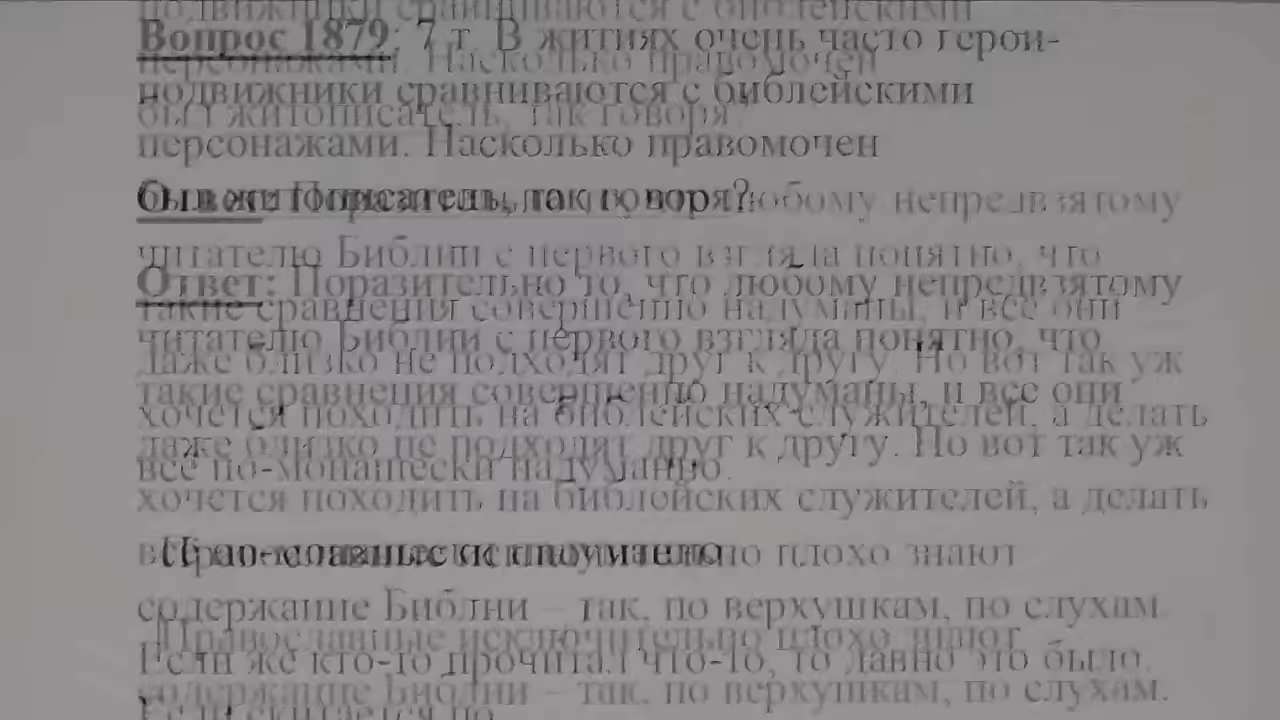 Вопрос 1879: 7 т. В житиях очень часто герои-
подвижники сравниваются с библейскими
персонажами. Насколько правомочен
был житописатель, так говоря?
Ответ: Поразительно то, что любому непредвзятому
читателю Библии с первого взгляда понятно, что
такие сравнения совершенно надуманы, и все они
даже близко не подходят друг к другу. Но вот так уж
хочется походить на библейских служителей, а делать
всё по-монашески надуманно.
Православные исключительно плохо знают
содержание Библии – так, по верхушкам, по слухам.
Если же кто-то прочитал что-то, то давно это было.